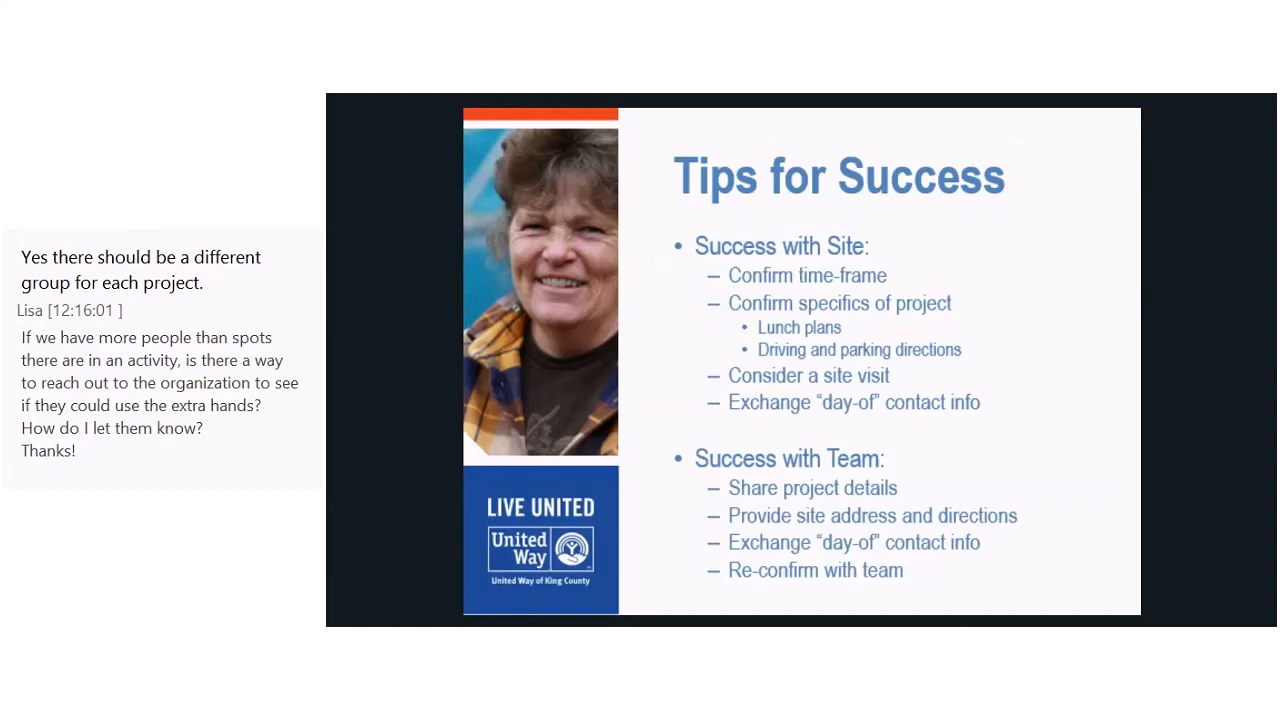 Yes there should be a different
group for each project.
Lisa [12:16:01 ]
If we have more people than spots
there are in an activity, is there a way
to reach out to the organization to see
if they could use the extra hands?
How do I let them know?
Thanks!
Tips for Success
• Success with Site:
– Confirm time-frame
– Confirm specifics of project
• Lunch plans
• Driving and parking directions
– Consider a site visit
– Exchange “day-of” contact info
• Success with Team:
– Share project details
– Provide site address and directions
– Exchange “day-of” contact info
– Re-confirm with team
LIVE UNITED
United
Way
United Way of King County